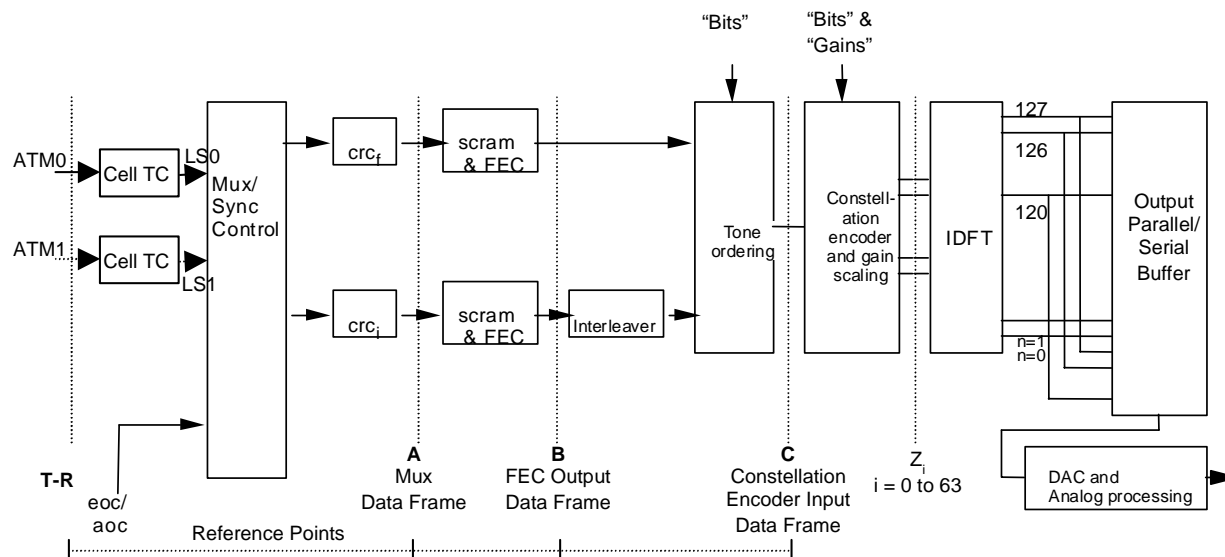 “Bits”
“Bits” &
“Gains”
ATM0
Cell TC
LS0
ATM1
Cell TC
LS1
Mux/
Sync
Control
crcf
crci
scram
& FEC
scram
& FEC
Interleaver
Tone
ordering
Constell-
ation
encoder
and gain
scaling
IDFT
127
126
120
n=1
n=0
Output
Parallel/
Serial
Buffer
T-R
eoc/
aoc
A
Mux
Data Frame
B
FEC Output
Data Frame
C
Constellation
Encoder Input
Data Frame
Zi
i = 0 to 63
DAC and
Analog processing
Reference Points